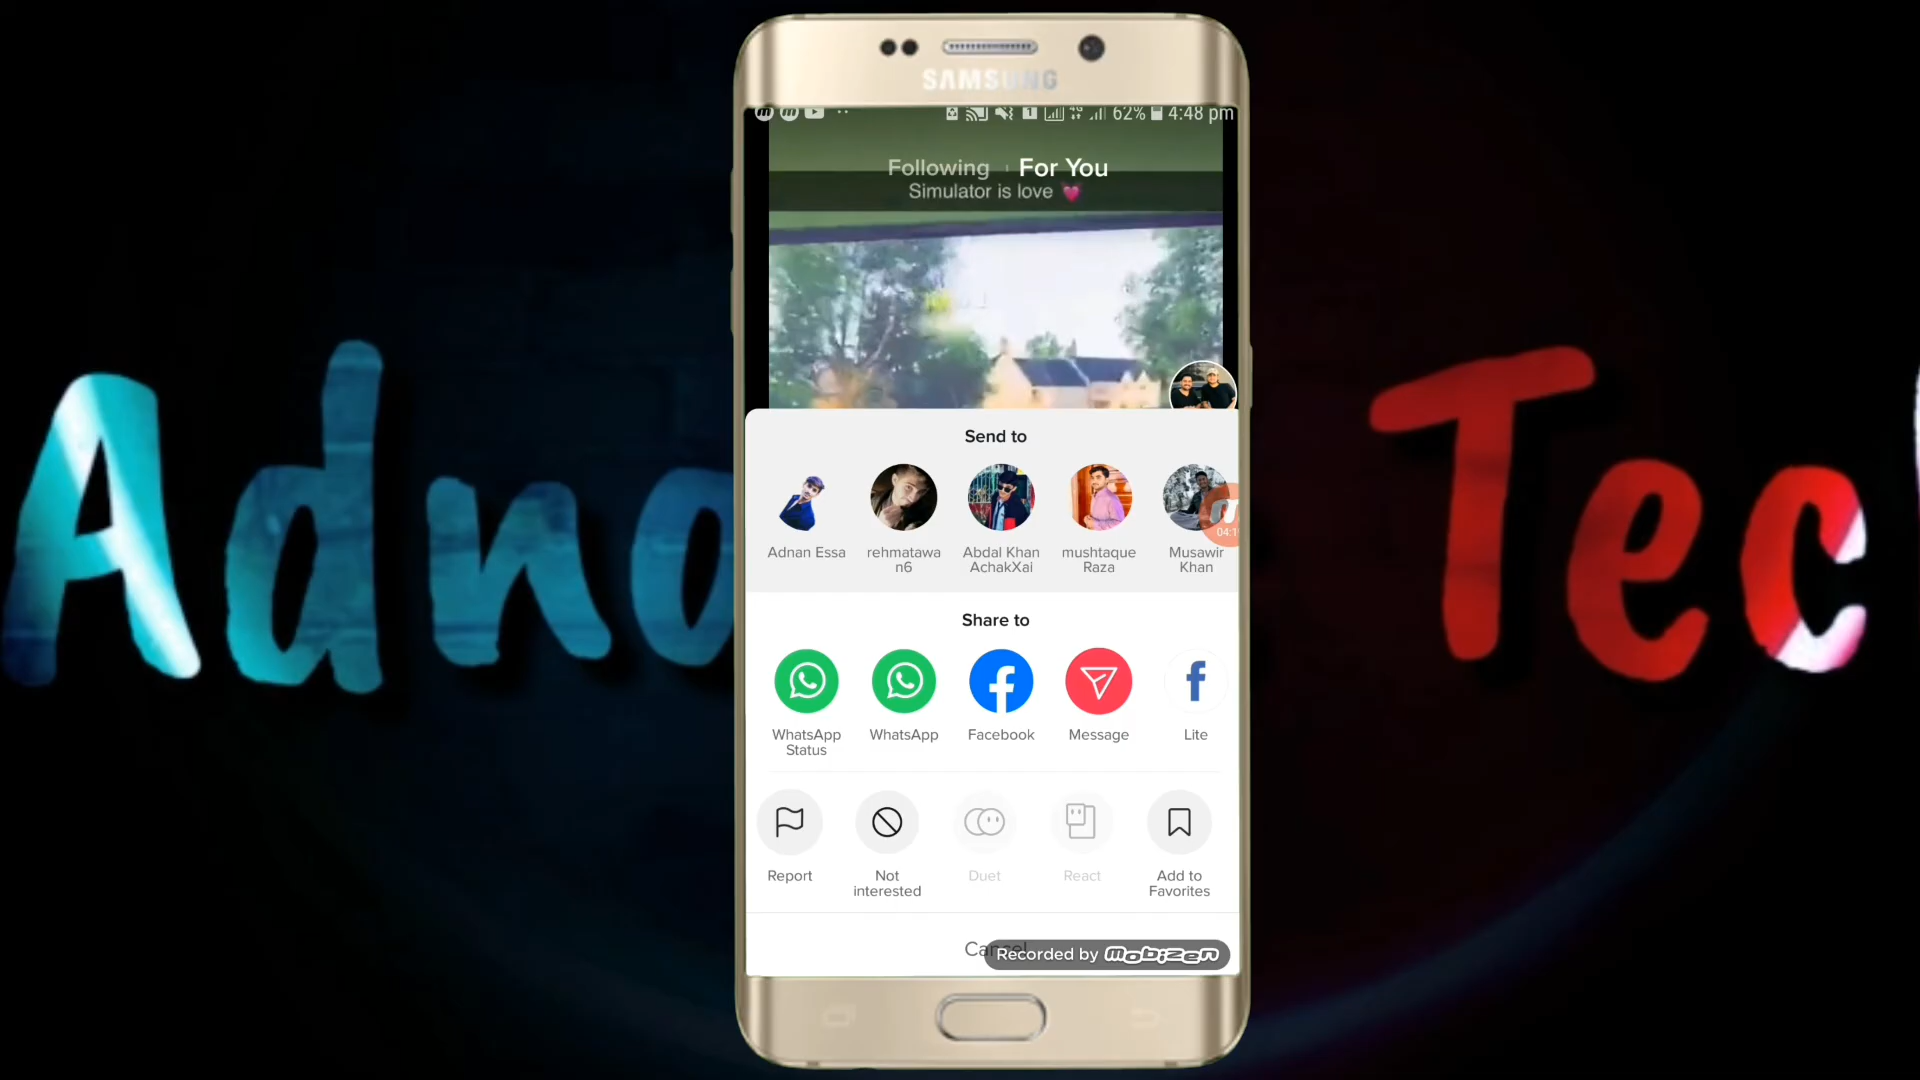 SAMSUNG
62% 4:48 pm
Following For You
Simulator is love
Send to
Adnan Essa
rehmatawa
n6
Abdal Khan
AchakXai
mushtaque
Raza
Musawir
Khan
Share to
WhatsApp
Status
WhatsApp
Facebook
Message
Lite
Report
Not
interested
Duet
React
Add to
Favorites
Cancel
Recorded by mobizen
Adna
Tec